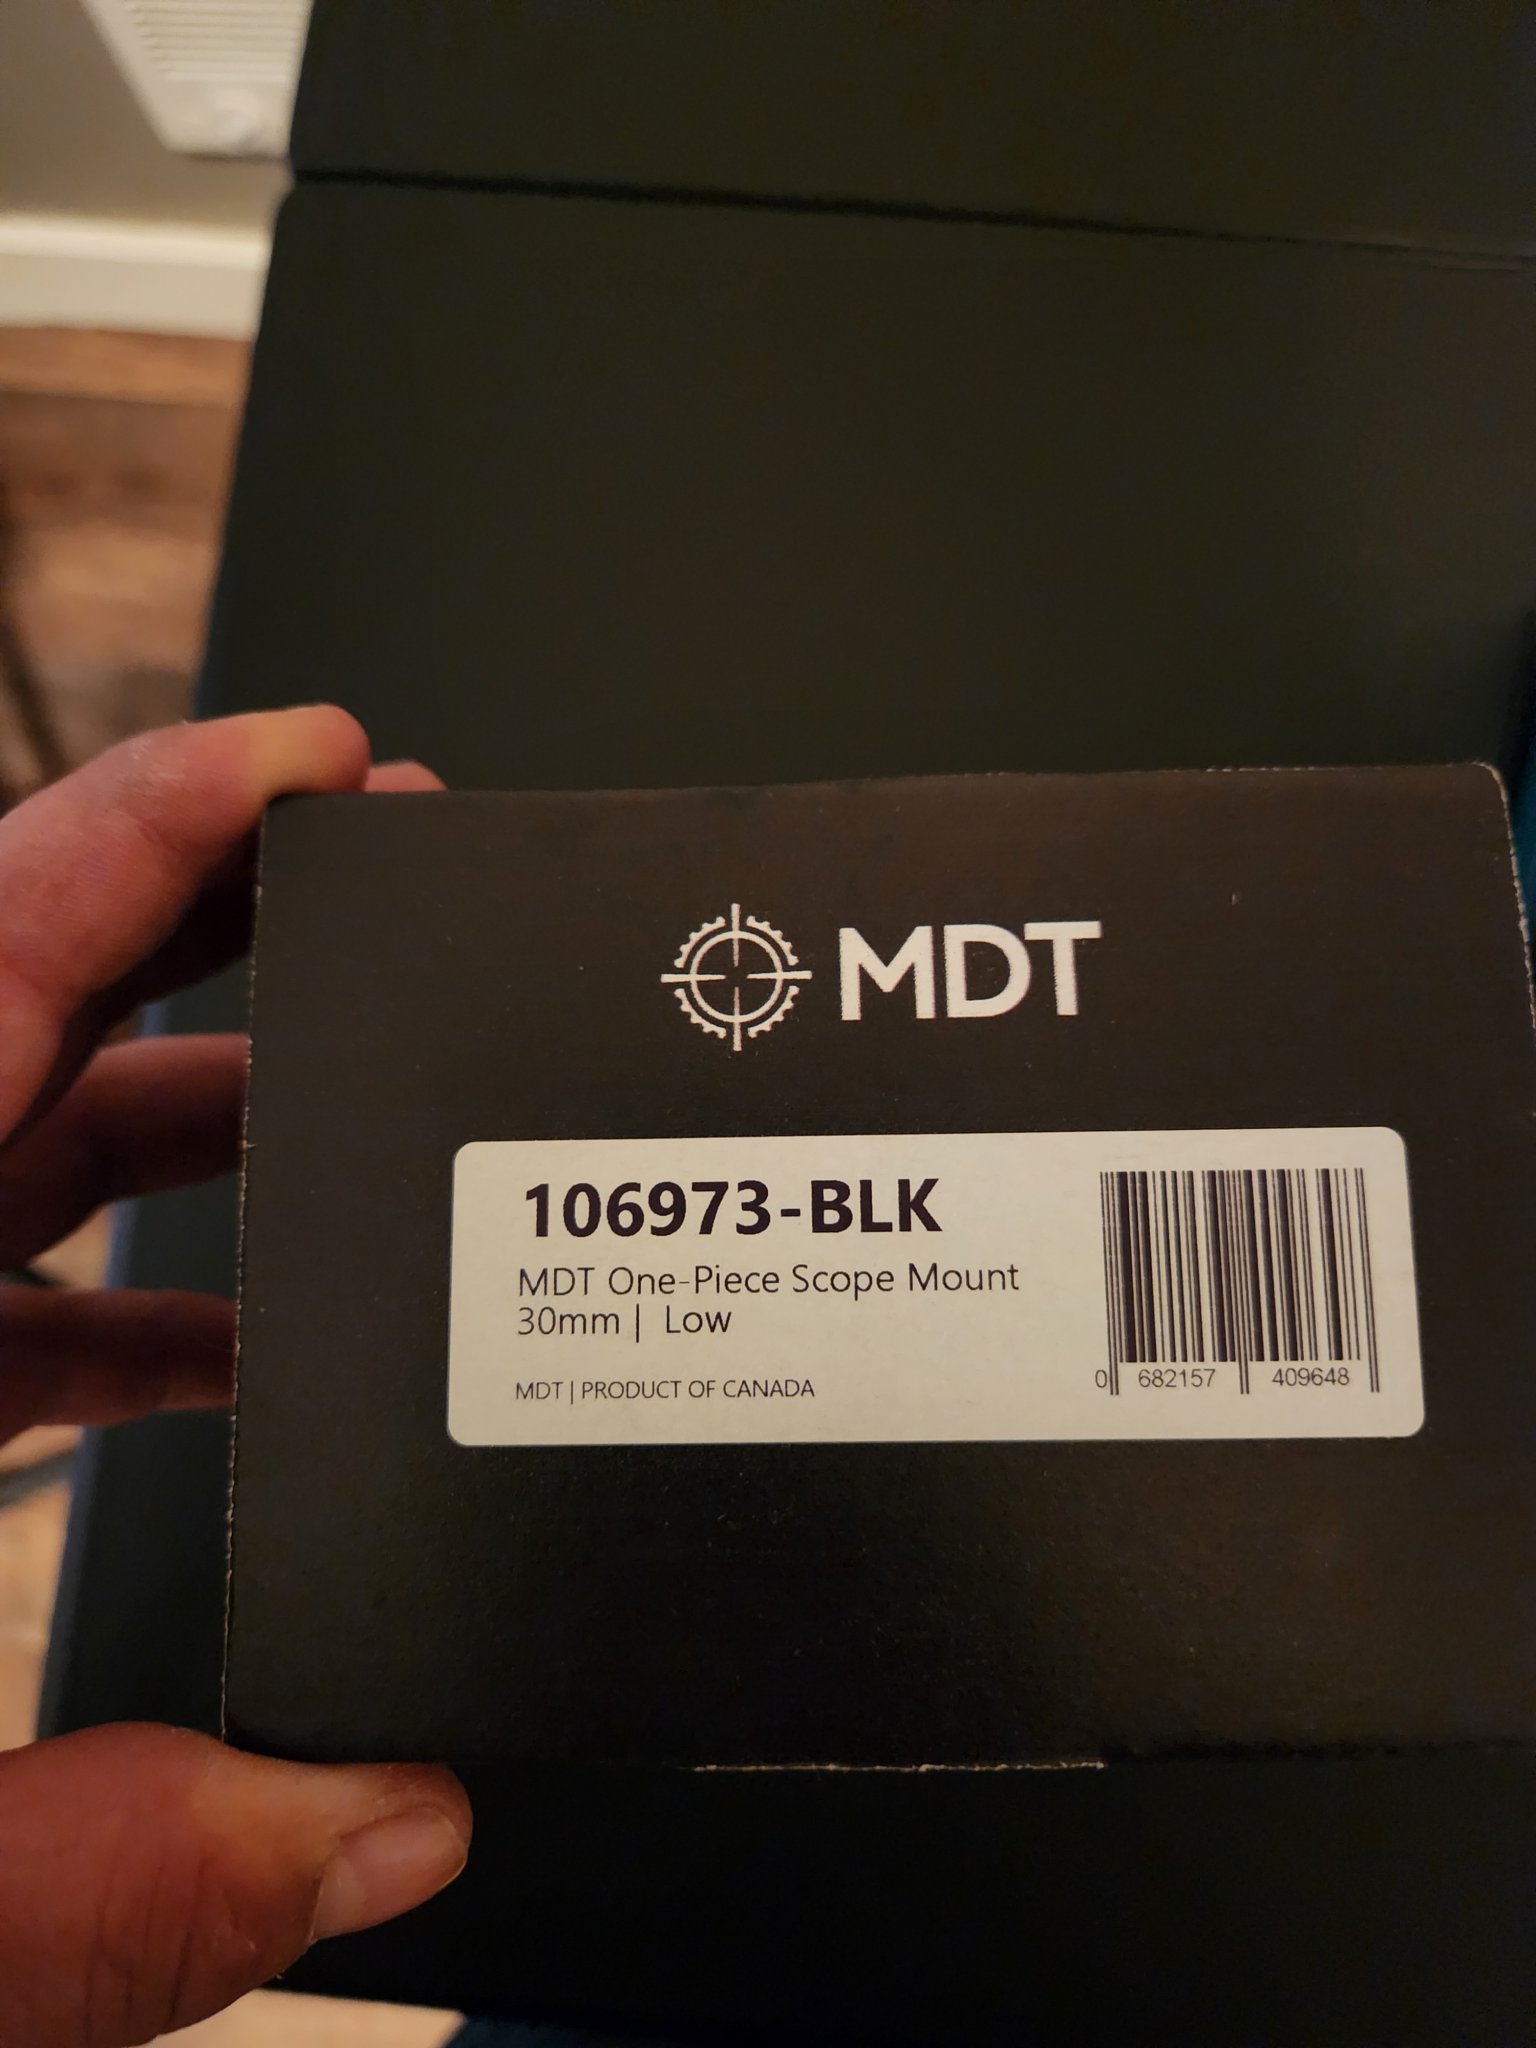 MDT
106973-BLK
MDT One-Piece Scope Mount
30mm | Low
MDT | PRODUCT OF CANADA
0 682157 409648